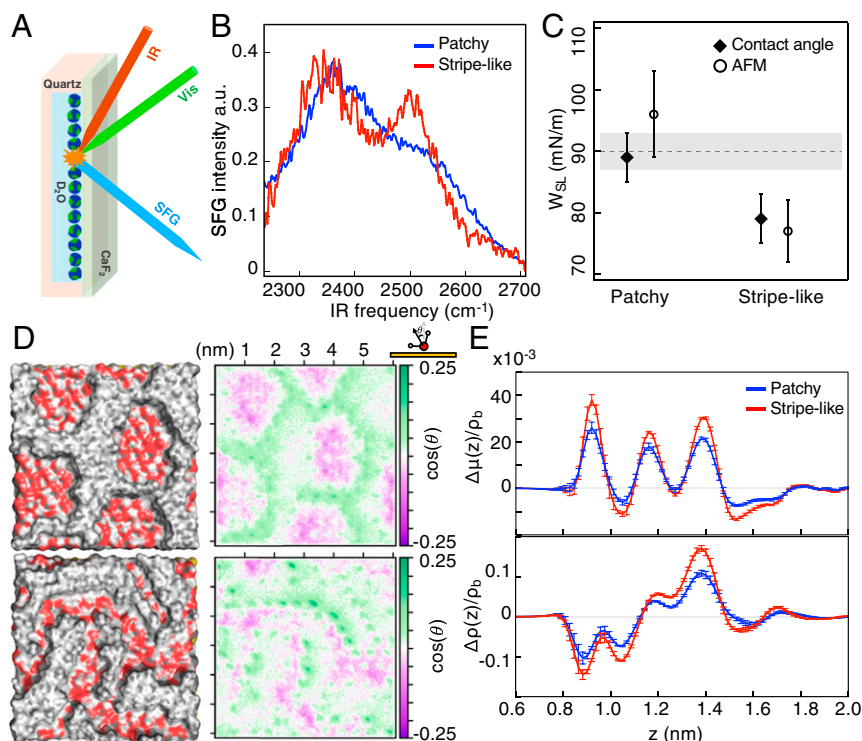 A
Quartz
IR
Vis
SFG
D2O
CaF2
B
SFG intensity a.u.
0.4
0.3
0.2
0.1
0
Patchy
Stripe-like
2300
2400
2500
2600
2700
IR frequency (cm-1)
C
WSL (mN/m)
110
100
90
80
70
Contact angle
AFM
Patchy
Stripe-like
D
(nm)
1
2
3
4
5
θ
0.25
cos(θ)
-0.25
0.25
cos(θ)
-0.25
E
x10-3
Δμ(z)/ρb
40
20
0
Patchy
Stripe-like
Δρ(z)/ρb
0.1
0
-0.1
0.6
0.8
1.0
1.2
1.4
1.6
1.8
2.0
z (nm)